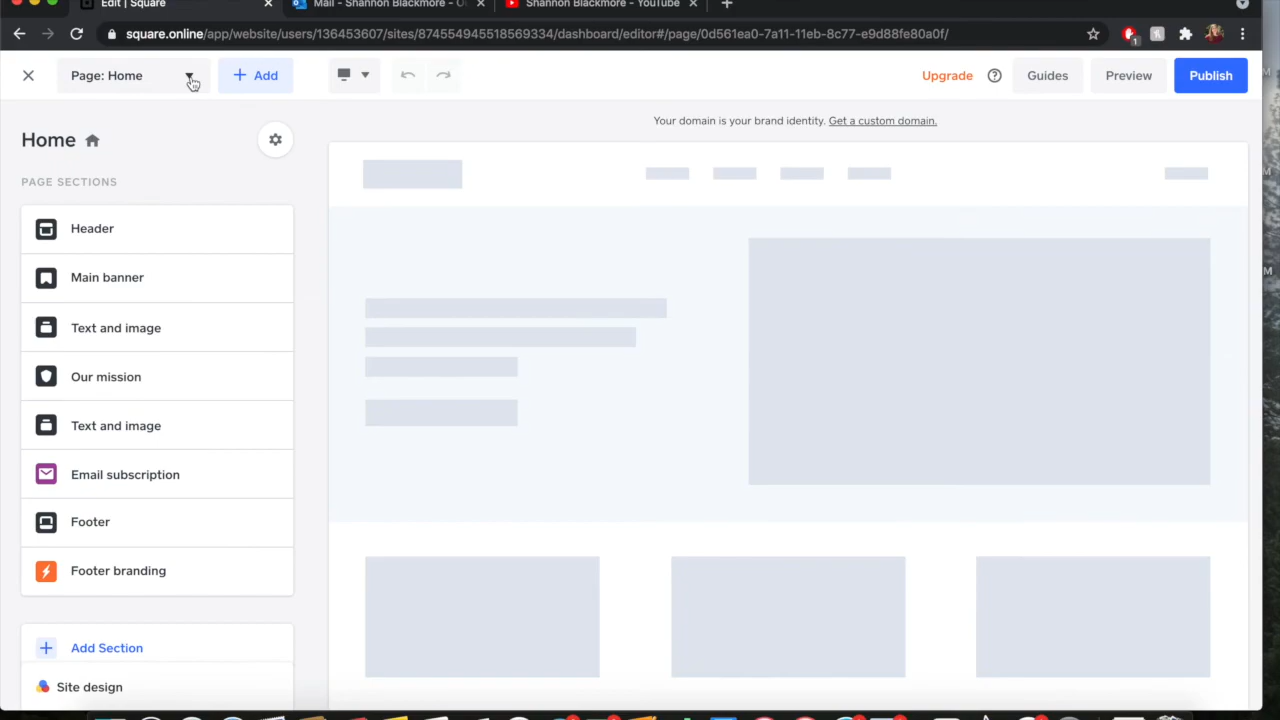 Edit | Square
Mail - Shannon Blackmore - O
Shannon Blackmore - YouTube
square.online/app/website/users/136453607/sites/874554945518569334/dashboard/editor#/page/0d561ea0-7a11-11eb-8c77-e9d88fe80a0f/
1
Page: Home
Add
Upgrade
Guides
Preview
Publish
Your domain is your brand identity. Get a custom domain.
Home
PAGE SECTIONS
Header
Main banner
Text and image
Our mission
Text and image
Email subscription
Footer
Footer branding
Add Section
Site design
M
M
M